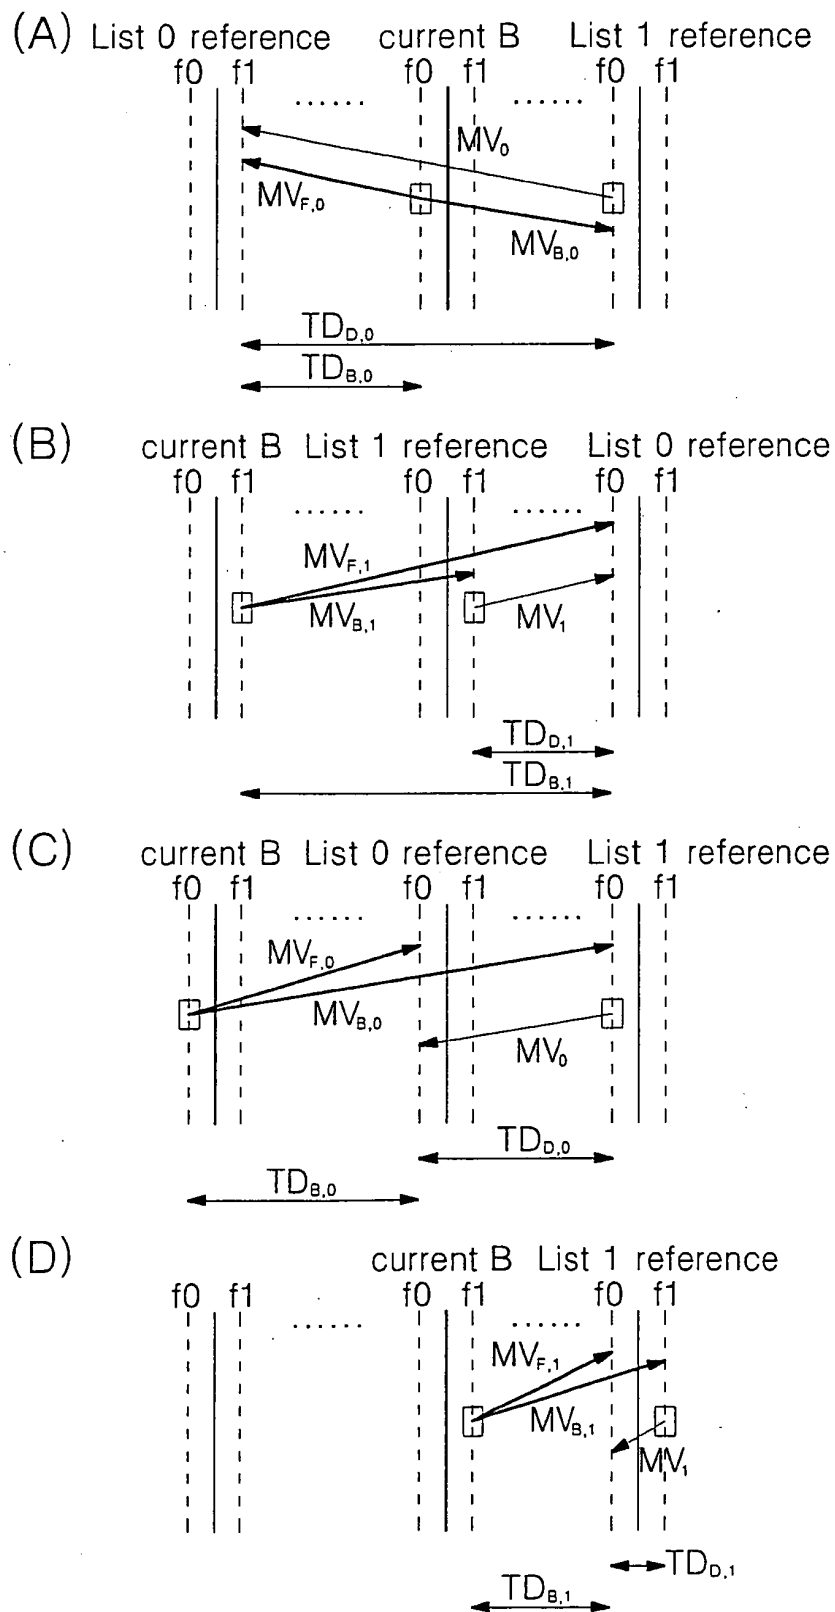 (A) List 0 reference current B List 1 reference
f0 f1 f0 f1 f0 f1
...... ......
MV0
MVF,0
MVB,0
TDD,0
TDB,0
(B) current B List 1 reference List 0 reference
f0 f1 f0 f1 f0 f1
...... ......
MVF,1
MVB,1 MV1
TDD,1
TDB,1
(C) current B List 0 reference List 1 reference
f0 f1 f0 f1 f0 f1
...... ......
MVF,0
MVB,0
MV0
TDD,0
TDB,0
(D) current B List 1 reference
f0 f1 f0 f1 f0 f1
...... ......
MVF,1
MVB,1
MV1
TDD,1
TDB,1